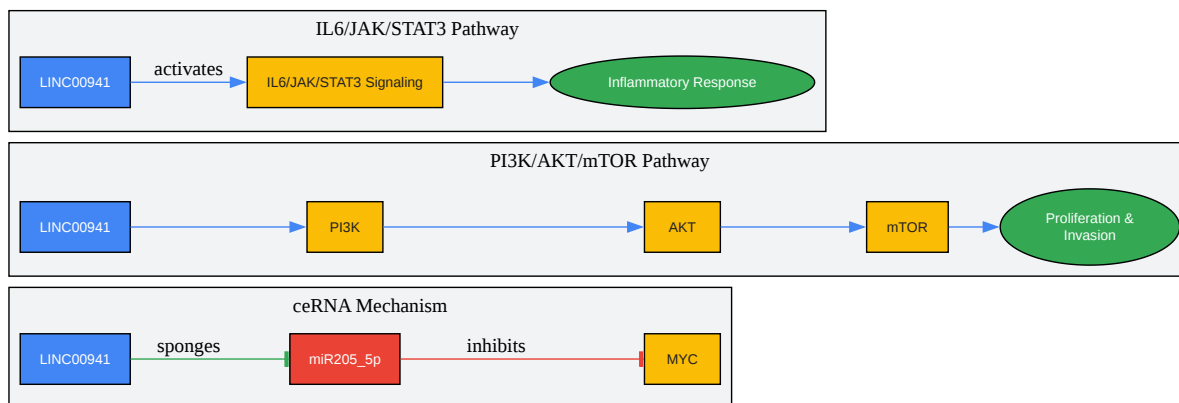 IL6/JAK/STAT3 Pathway
LINC00941
activates
IL6/JAK/STAT3 Signaling
Inflammatory Response
PI3K/AKT/mTOR Pathway
LINC00941
PI3K
AKT
mTOR
Proliferation &
Invasion
ceRNA Mechanism
LINC00941
sponges
miR205_5p
inhibits
MYC